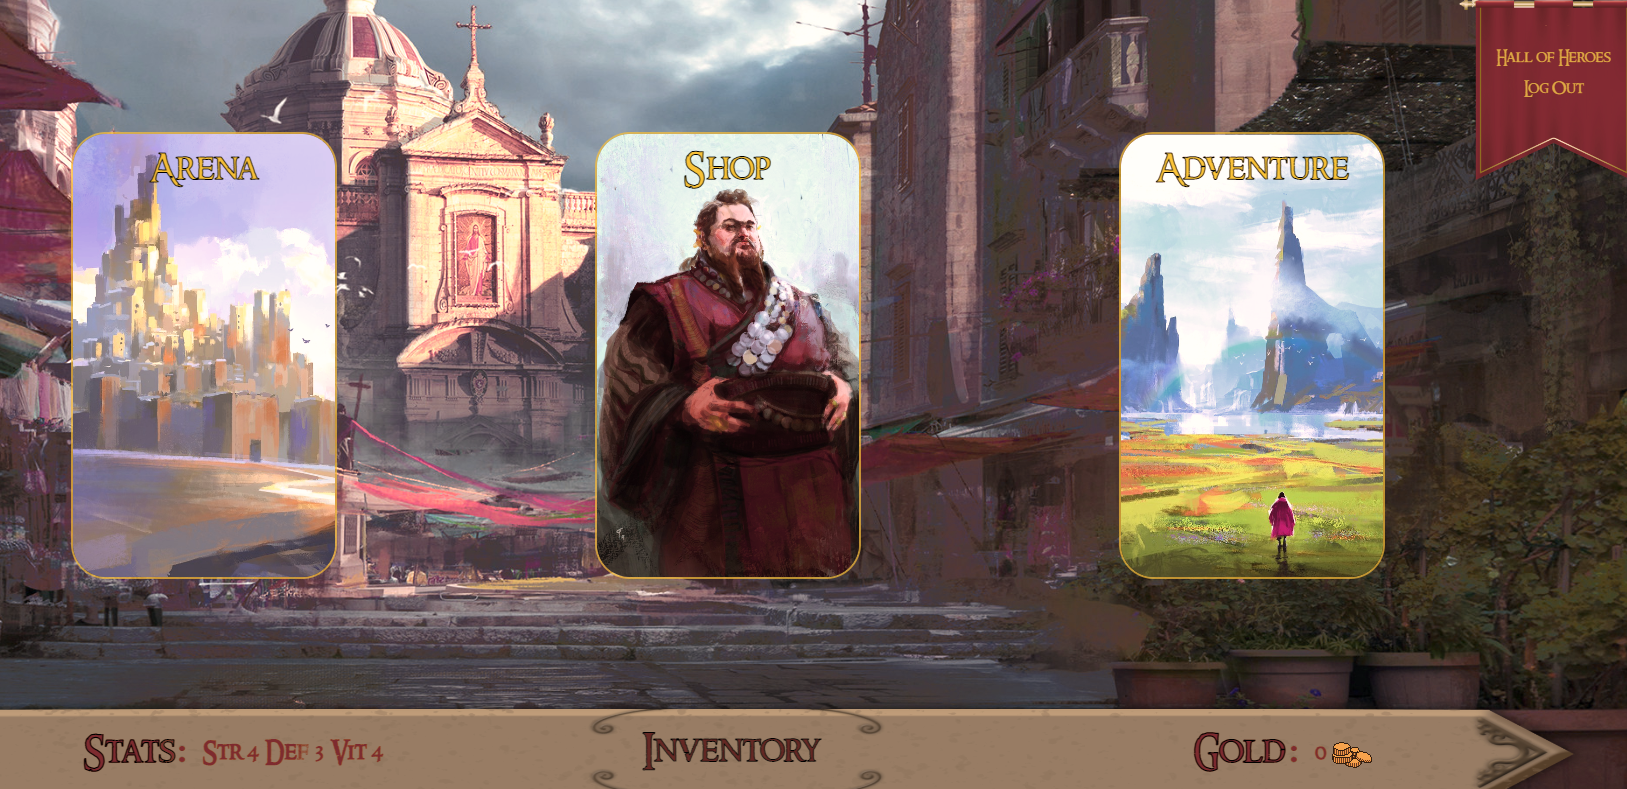 Hall of Heroes
Log Out
Arena
Shop
Adventure
Stats: Str 4 Def 3 Vit 4
Inventory
Gold: 0